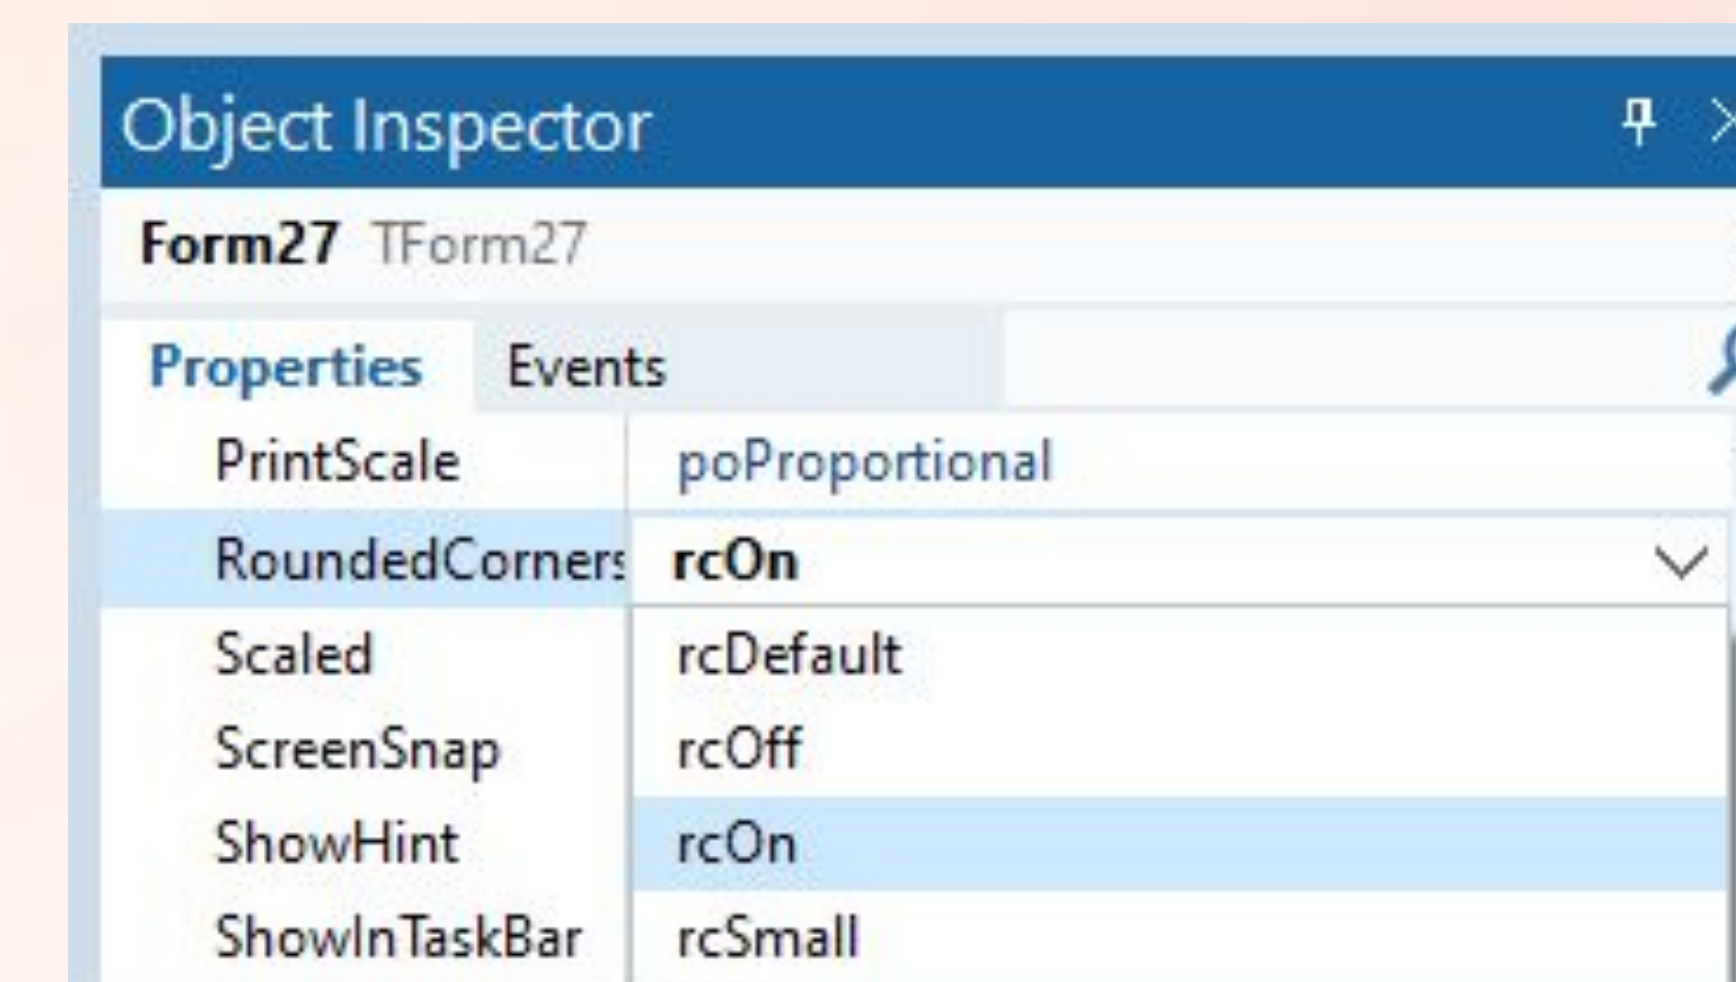 Object Inspector
Form27 TForm27
Properties Events
PrintScale poProportional
RoundedCorners rcOn
Scaled rcDefault
ScreenSnap rcOff
ShowHint rcOn
ShowInTaskBar rcSmall